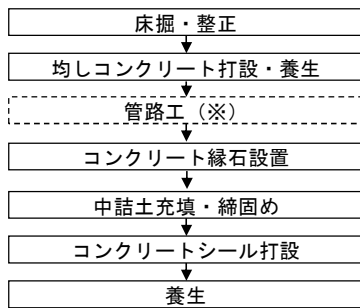 床掘・整正
均しコンクリート打設・養生
管路工（※）
コンクリート縁石設置
中詰土充填・締固め
コンクリートシール打設
養生